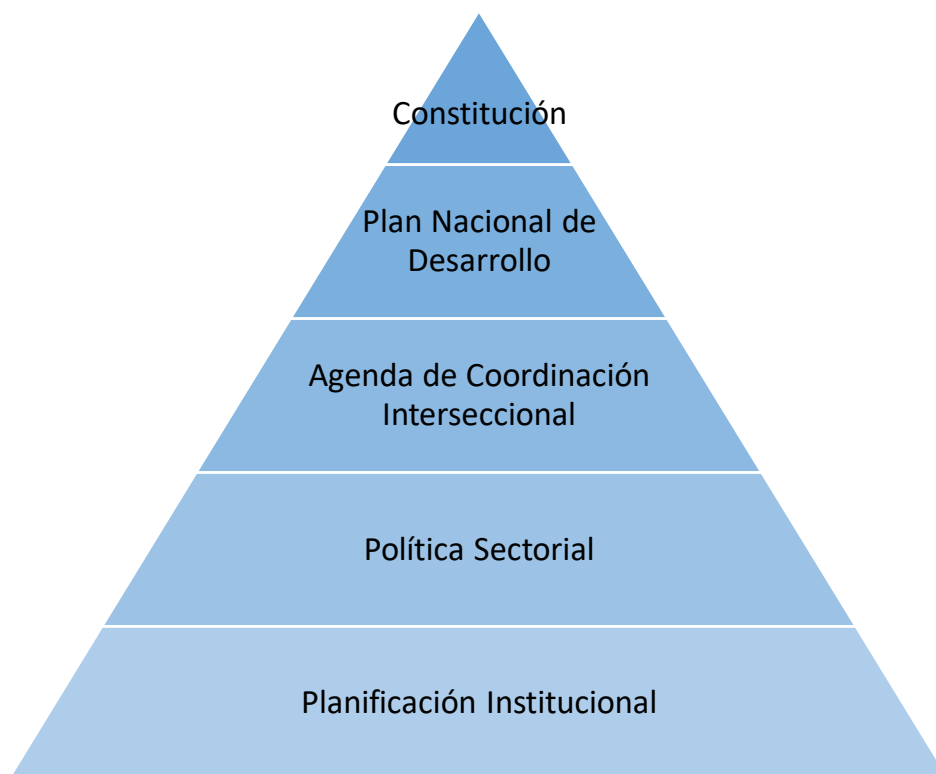 Constitución
Plan Nacional de
Desarrollo
Agenda de Coordinación
Interseccional
Política Sectorial
Planificación Institucional